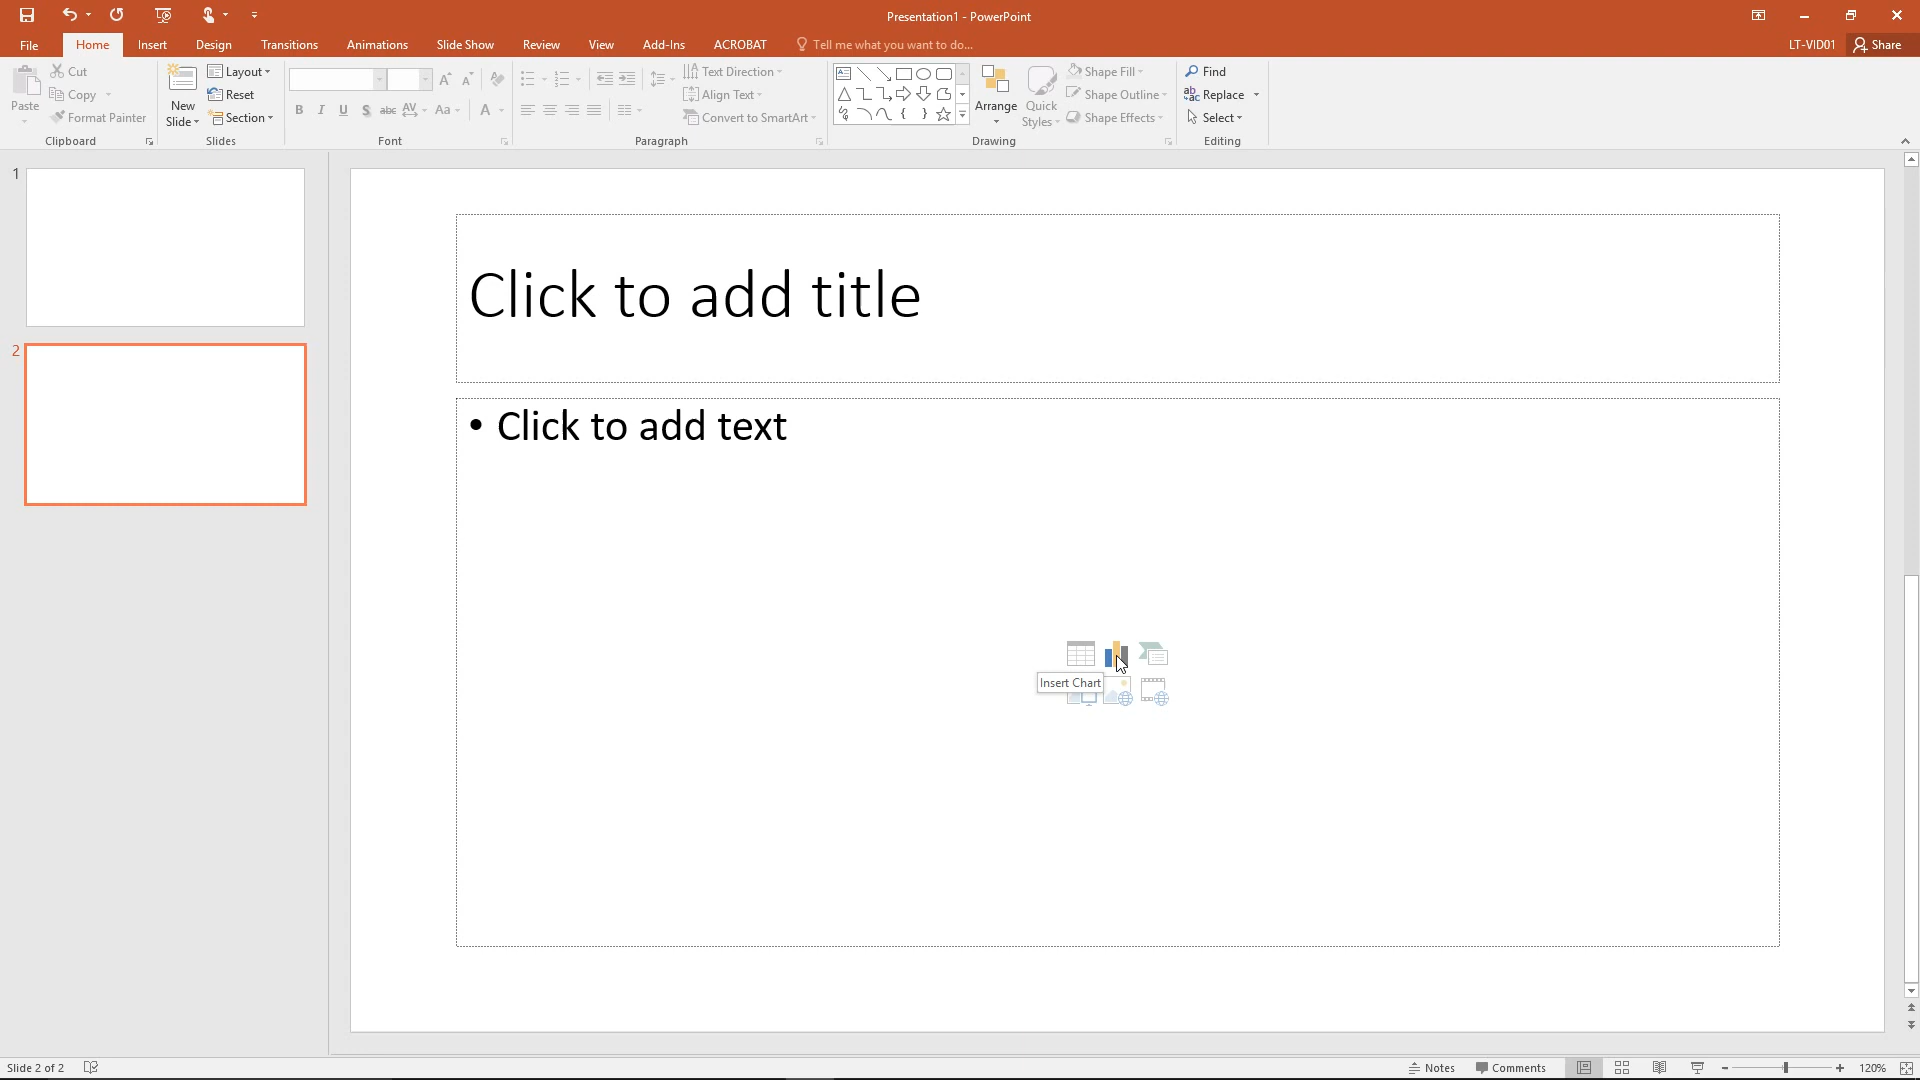 Presentation1 - PowerPoint
File Home Insert Design Transitions Animations Slide Show Review View Add-Ins ACROBAT Tell me what you want to do... LT-VID01 Share
Paste
Cut
Copy
Format Painter
Clipboard
New
Slide
Layout
Reset
Section
Slides
B I U S abc AV Aa A
Font
Text Direction
Align Text
Convert to SmartArt
Paragraph
Arrange
Quick
Styles
Shape Fill
Shape Outline
Shape Effects
Drawing
Find
Replace
Select
Editing
1
2
Click to add title
• Click to add text
Insert Chart
Slide 2 of 2 Notes Comments 120%